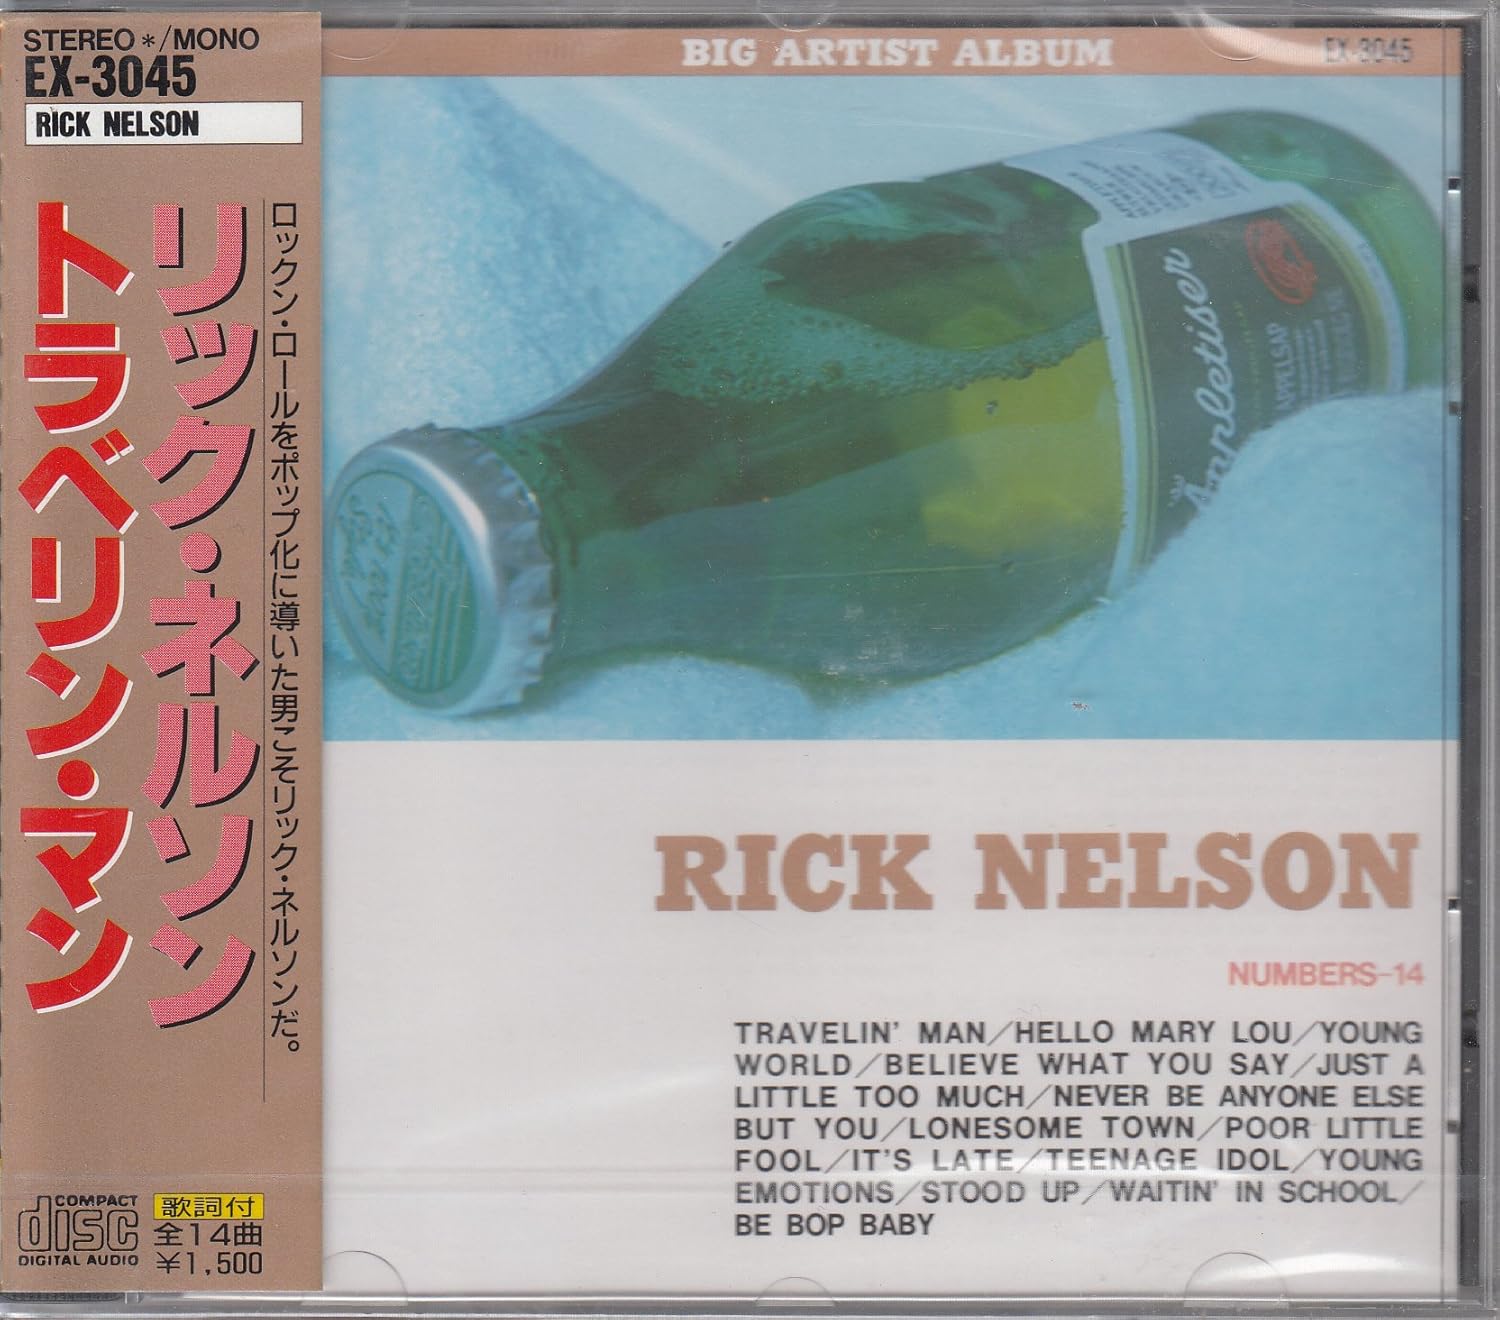 STEREO*/MONO
EX-3045
RICK NELSON
ロックン・ロールをポップ化に導いた男こそリック・ネルソンだ。
リック・ネルソン
トラベリン・マン
COMPACT
disc
DIGITAL AUDIO
歌詞付
全14曲
¥1,500
BIG ARTIST ALBUM
EX-3045
Appletiser
APPELSAP
RICK NELSON
NUMBERS-14
TRAVELIN' MAN/HELLO MARY LOU/YOUNG
WORLD/BELIEVE WHAT YOU SAY/JUST A
LITTLE TOO MUCH/NEVER BE ANYONE ELSE
BUT YOU/LONESOME TOWN/POOR LITTLE
FOOL/IT'S LATE/TEENAGE IDOL/YOUNG
EMOTIONS/STOOD UP/WAITIN' IN SCHOOL/
BE BOP BABY